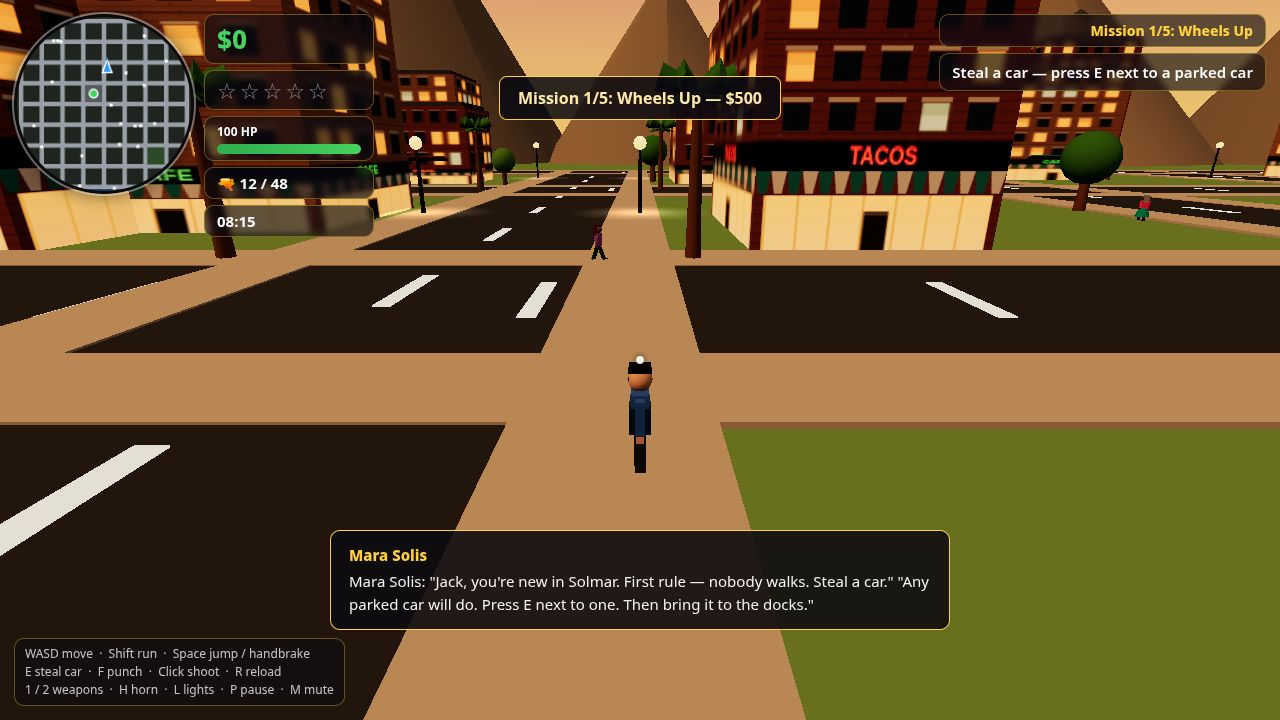 $0
☆☆☆☆☆
100 HP
12 / 48
08:15
Mission 1/5: Wheels Up — $500
Mission 1/5: Wheels Up
Steal a car — press E next to a parked car
TACOS
Mara Solis
Mara Solis: "Jack, you're new in Solmar. First rule — nobody walks. Steal a car." "Any
parked car will do. Press E next to one. Then bring it to the docks."
WASD move · Shift run · Space jump / handbrake
E steal car · F punch · Click shoot · R reload
1 / 2 weapons · H horn · L lights · P pause · M mute